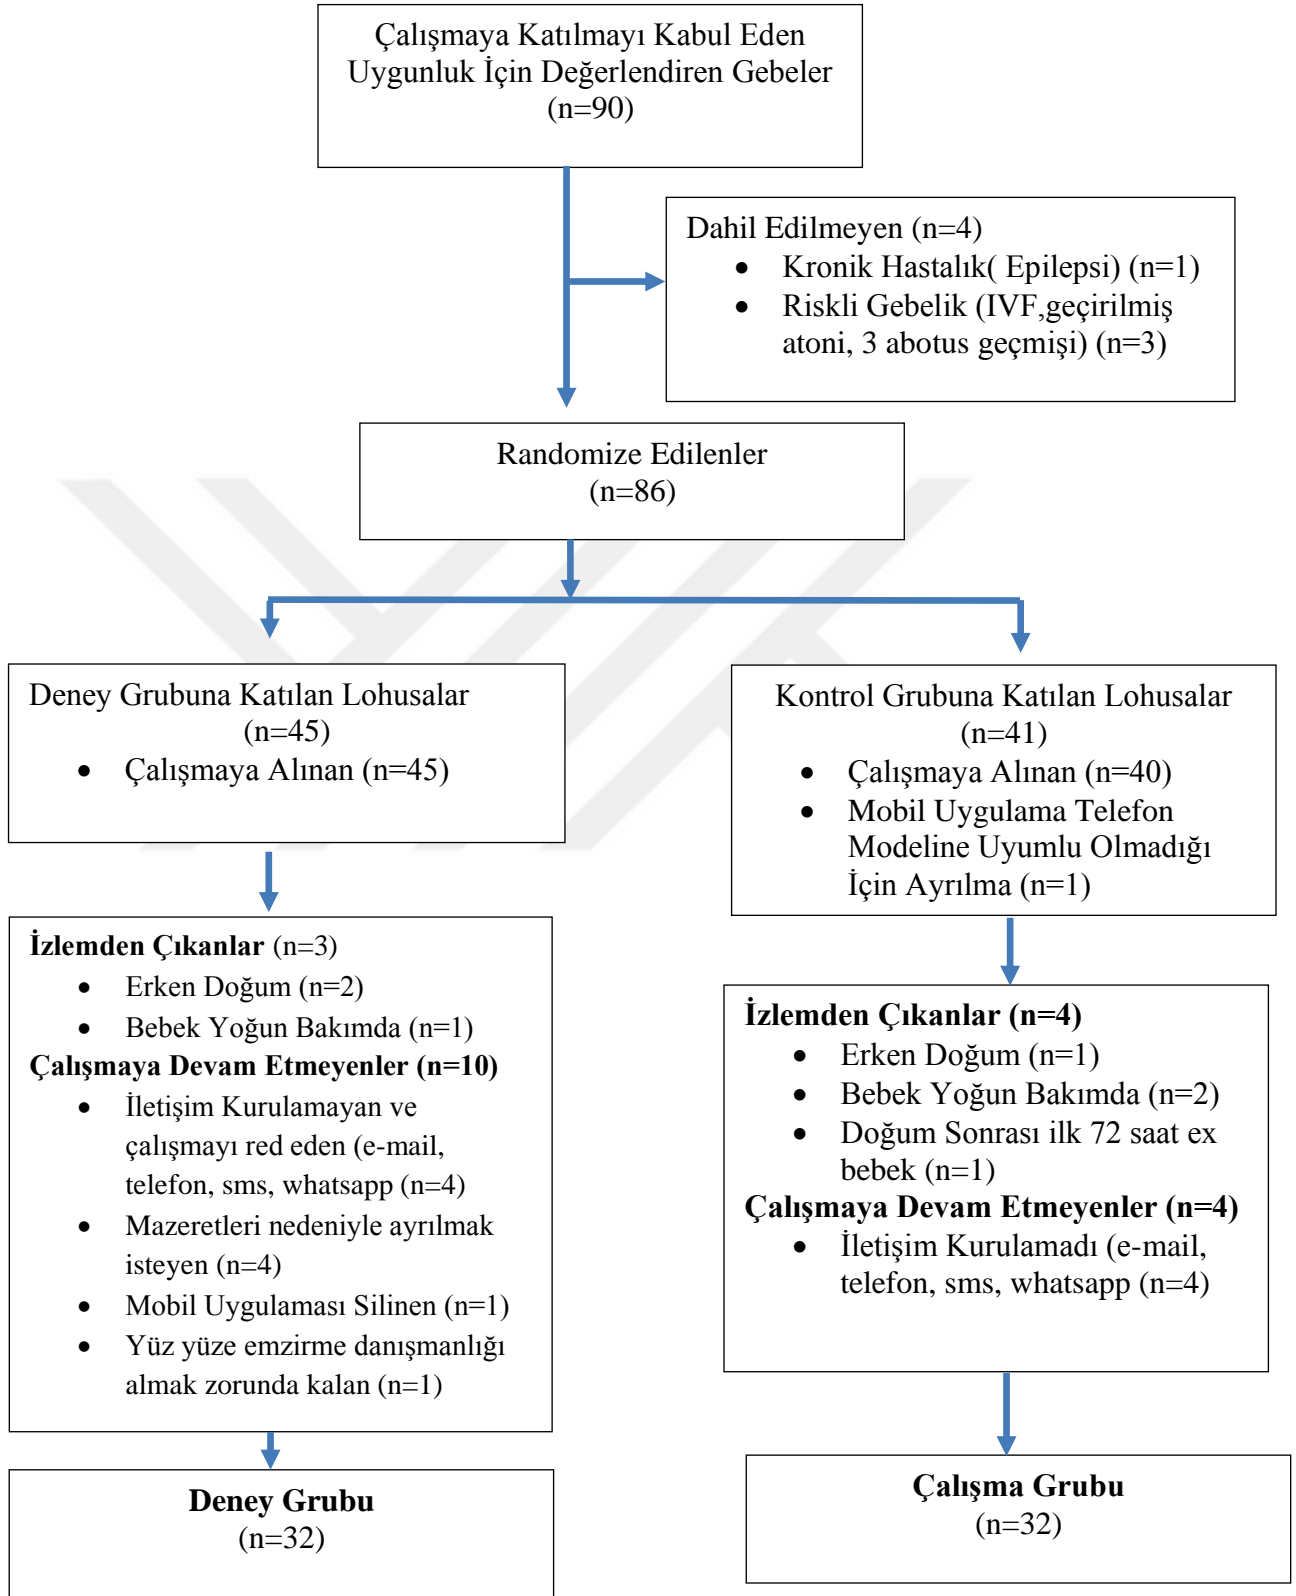 Çalışmaya Katılmayı Kabul Eden
Uygunluk İçin Değerlendiren Gebeler
(n=90)
Dahil Edilmeyen (n=4)
• Kronik Hastalık( Epilepsi) (n=1)
• Riskli Gebelik (IVF,geçirilmiş
atoni, 3 abotus geçmişi) (n=3)
Randomize Edilenler
(n=86)
Deney Grubuna Katılan Lohusalar
(n=45)
• Çalışmaya Alınan (n=45)
Kontrol Grubuna Katılan Lohusalar
(n=41)
• Çalışmaya Alınan (n=40)
• Mobil Uygulama Telefon
Modeline Uyumlu Olmadığı
İçin Ayrılma (n=1)
İzlemden Çıkanlar (n=3)
• Erken Doğum (n=2)
• Bebek Yoğun Bakımda (n=1)
Çalışmaya Devam Etmeyenler (n=10)
• İletişim Kurulamayan ve
çalışmayı red eden (e-mail,
telefon, sms, whatsapp (n=4)
• Mazeretleri nedeniyle ayrılmak
isteyen (n=4)
• Mobil Uygulaması Silinen (n=1)
• Yüz yüze emzirme danışmanlığı
almak zorunda kalan (n=1)
İzlemden Çıkanlar (n=4)
• Erken Doğum (n=1)
• Bebek Yoğun Bakımda (n=2)
• Doğum Sonrası ilk 72 saat ex
bebek (n=1)
Çalışmaya Devam Etmeyenler (n=4)
• İletişim Kurulamadı (e-mail,
telefon, sms, whatsapp (n=4)
Deney Grubu
(n=32)
Çalışma Grubu
(n=32)